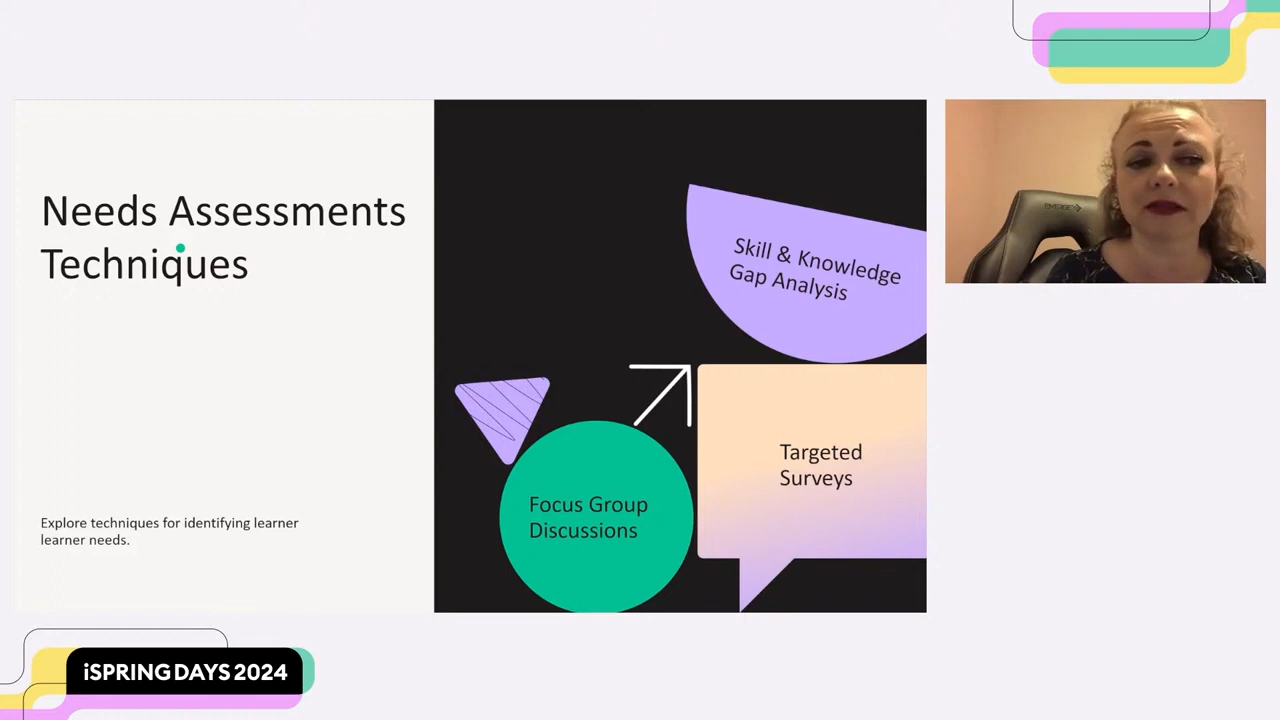 Needs Assessments
Techniques
Explore techniques for identifying learner
learner needs.
Skill & Knowledge
Gap Analysis
Targeted
Surveys
Focus Group
Discussions
iSPRING DAYS 2024